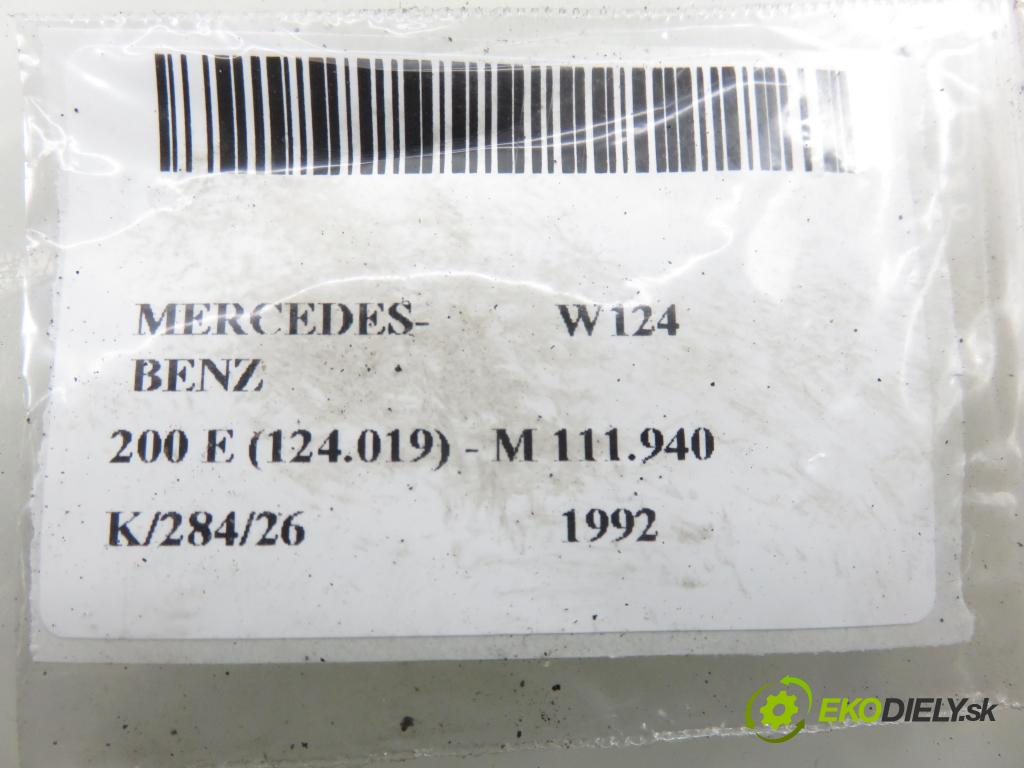 MERCEDES- W124
BENZ
200 E (124.019) - M 111.940
K/284/26 1992
EKODIELY.sk